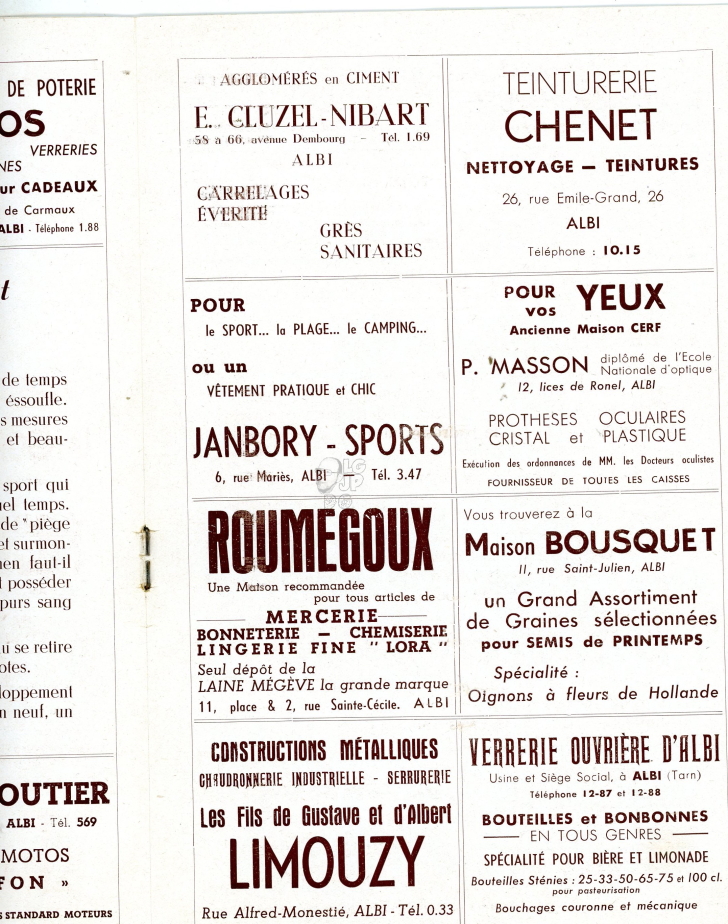 DE POTERIE
OS
VERRERIES
NES
ur CADEAUX
de Carmaux
ALBI - Téléphone 1.88
t
de temps
éssoufle.
s mesures
et beau-
sport qui
uel temps.
de "piège
et surmon-
men faut-il
t posséder
purs sang
ui se retire
otes.
loppement
n neuf, un
OUTIER
ALBI - Tél. 569
MOTOS
FON »
S STANDARD MOTEURS
AGGLOMÉRÉS en CIMENT
E. CLUZEL-NIBART
58 a 66, avenue Dembourg - Tél. 1.69
ALBI
CARRELAGES
ÉVERITE
GRÈS
SANITAIRES
TEINTURERIE
CHENET
NETTOYAGE — TEINTURES
26, rue Emile-Grand, 26
ALBI
Téléphone : 10.15
POUR
le SPORT... la PLAGE... le CAMPING...
ou un
VÊTEMENT PRATIQUE et CHIC
JANBORY - SPORTS
6, rue Mariès, ALBI — Tél. 3.47
POUR VOS YEUX
Ancienne Maison CERF
P. MASSON diplômé de l'Ecole
Nationale d'optique
12, lices de Ronel, ALBI
PROTHESES OCULAIRES
CRISTAL et PLASTIQUE
Exécution des ordonnances de MM. les Docteurs oculistes
FOURNISSEUR DE TOUTES LES CAISSES
ROUMEGOUX
Une Maison recommandée
pour tous articles de
MERCERIE
BONNETERIE — CHEMISERIE
LINGERIE FINE "LORA"
Seul dépôt de la
LAINE MÉGÈVE la grande marque
11, place & 2, rue Sainte-Cécile. ALBI
Vous trouverez à la
Maison BOUSQUET
11, rue Saint-Julien, ALBI
un Grand Assortiment
de Graines sélectionnées
pour SEMIS de PRINTEMPS
Spécialité :
Oignons à fleurs de Hollande
CONSTRUCTIONS MÉTALLIQUES
CHAUDRONNERIE INDUSTRIELLE - SERRURERIE
Les Fils de Gustave et d'Albert
LIMOUZY
Rue Alfred-Monestié, ALBI - Tél. 0.33
VERRERIE OUVRIÈRE D'ALBI
Usine et Siège Social, à ALBI (Tarn)
Téléphone 12-87 et 12-88
BOUTEILLES et BONBONNES
EN TOUS GENRES
SPÉCIALITÉ POUR BIÈRE ET LIMONADE
Bouteilles Sténies : 25-33-50-65-75 et 100 cl.
pour pasteurisation
Bouchages couronne et mécanique